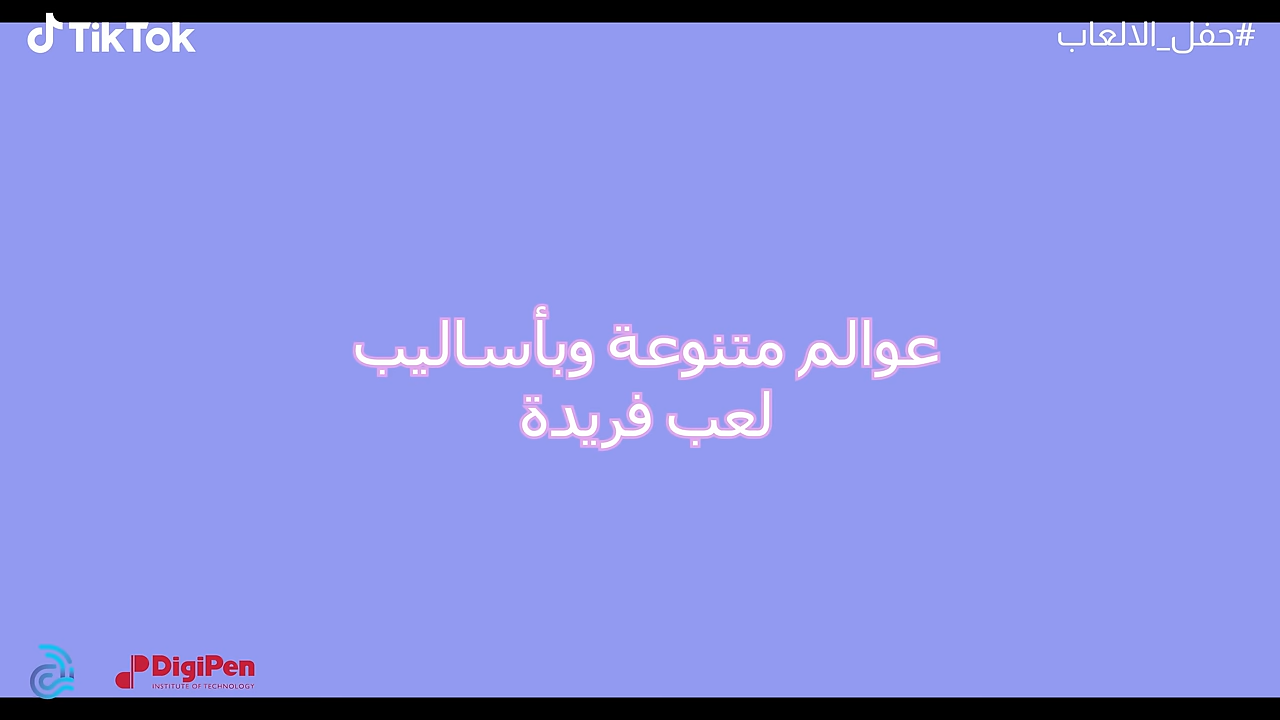 TikTok
#حفل_الالعاب
عوالم متنوعة وبأساليب
لعب فريدة
DigiPen
INSTITUTE OF TECHNOLOGY